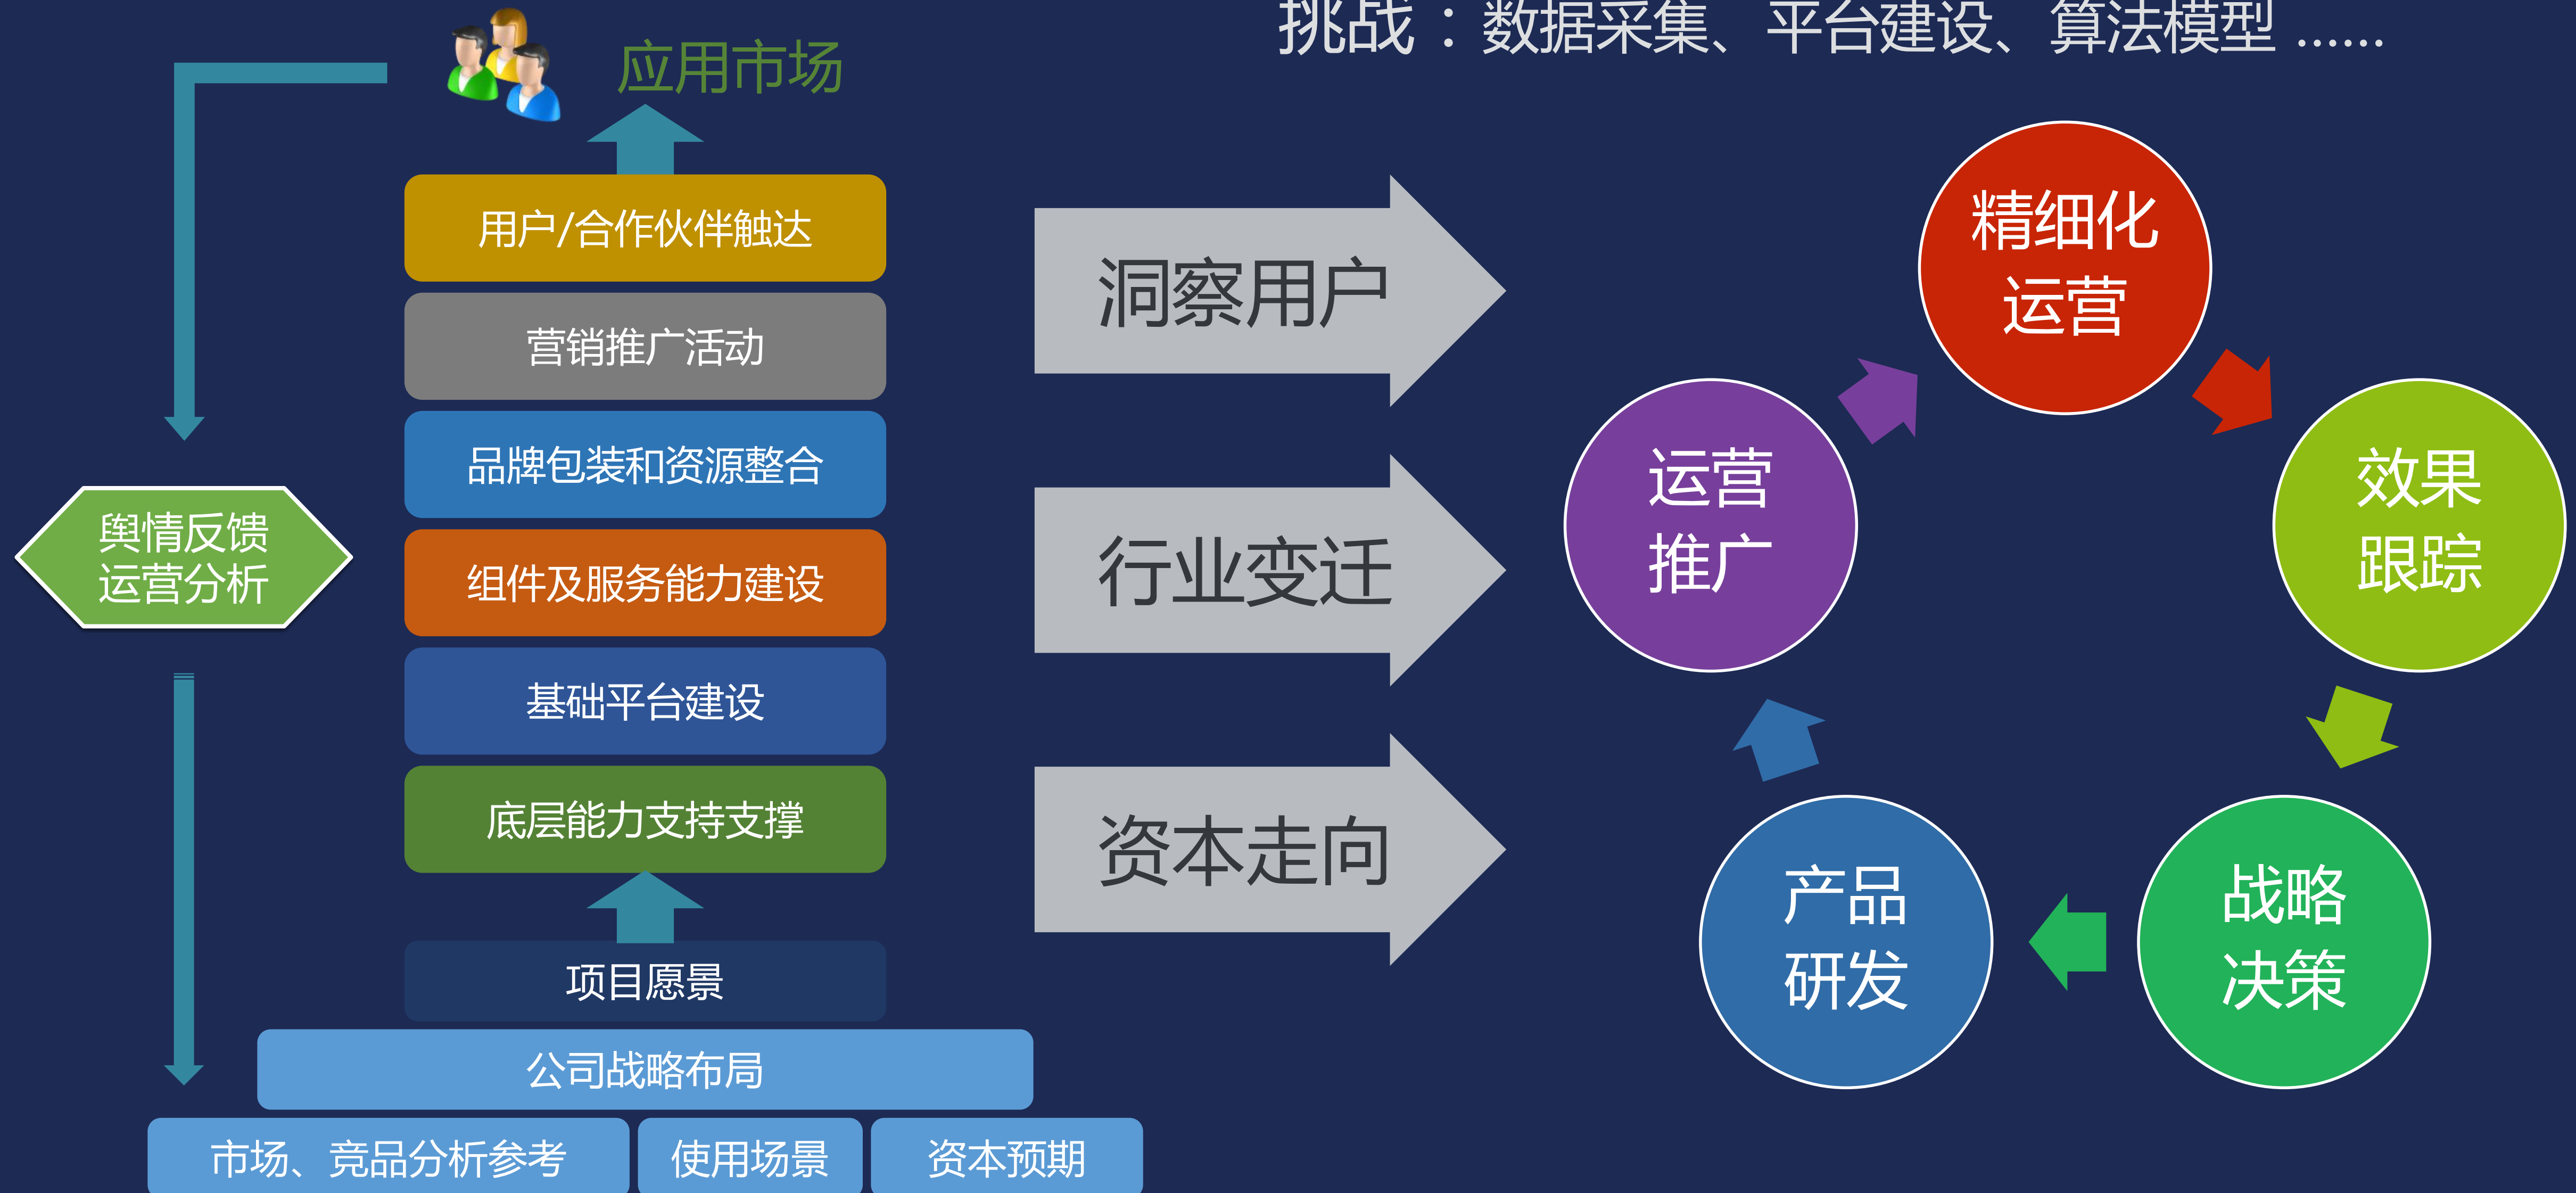 挑战：数据采集、平台建设、算法模型 ......
应用市场
用户/合作伙伴触达
营销推广活动
品牌包装和资源整合
组件及服务能力建设
基础平台建设
底层能力支持支撑
项目愿景
公司战略布局
市场、竞品分析参考
使用场景
资本预期
舆情反馈
运营分析
洞察用户
行业变迁
资本走向
精细化
运营
效果
跟踪
战略
决策
产品
研发
运营
推广